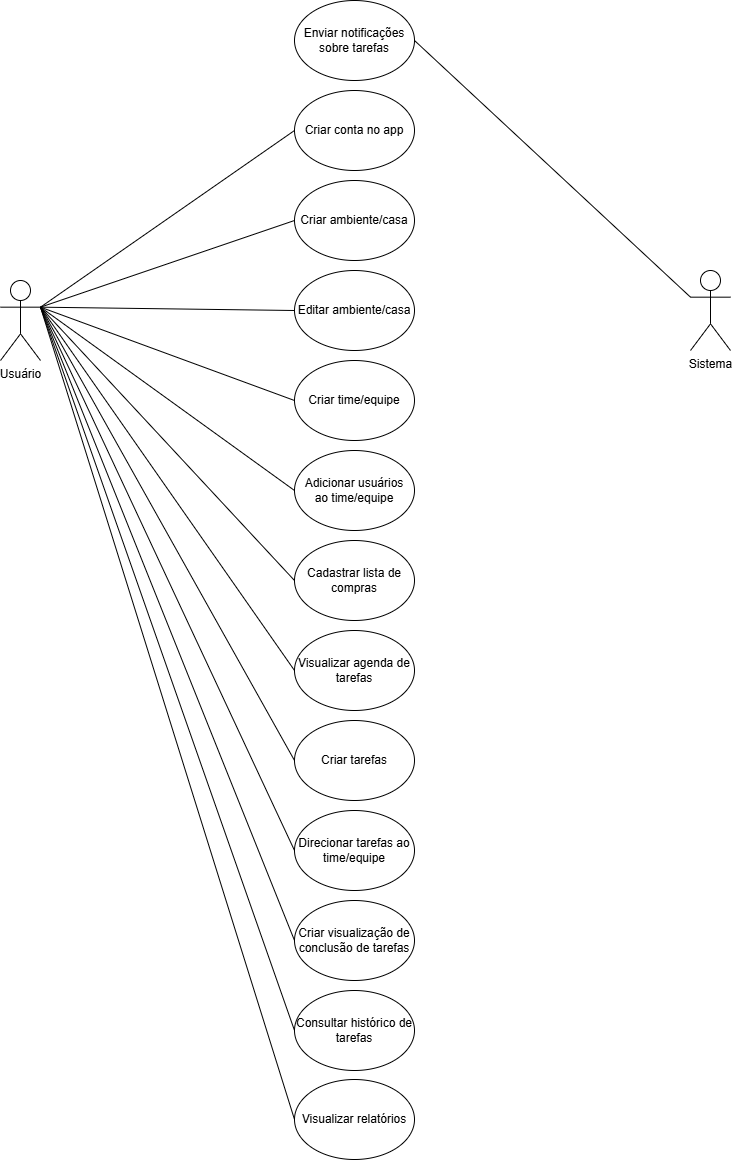 Enviar notificações
sobre tarefas
Criar conta no app
Criar ambiente/casa
Editar ambiente/casa
Usuário
Sistema
Criar time/equipe
Adicionar usuários
ao time/equipe
Cadastrar lista de
compras
Visualizar agenda de
tarefas
Criar tarefas
Direcionar tarefas ao
time/equipe
Criar visualização de
conclusão de tarefas
Consultar histórico de
tarefas
Visualizar relatórios